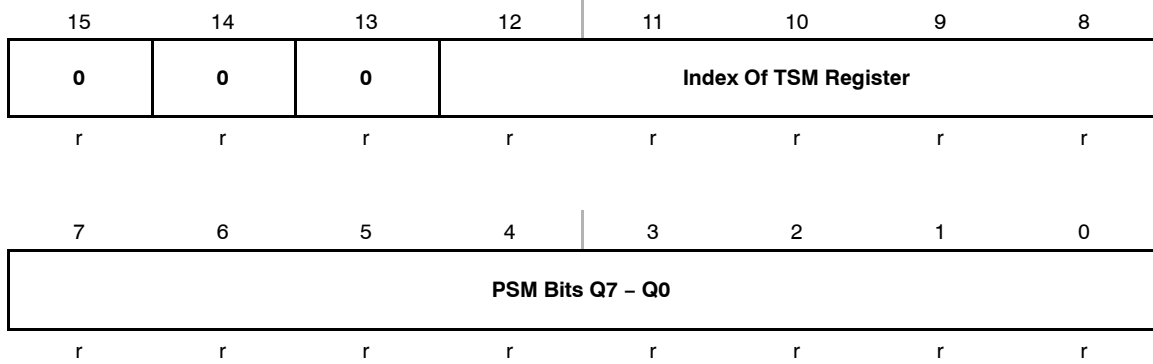 15 14 13 12 11 10 9 8
0 0 0 Index Of TSM Register
r r r r r r r r
7 6 5 4 3 2 1 0
PSM Bits Q7 – Q0
r r r r r r r r